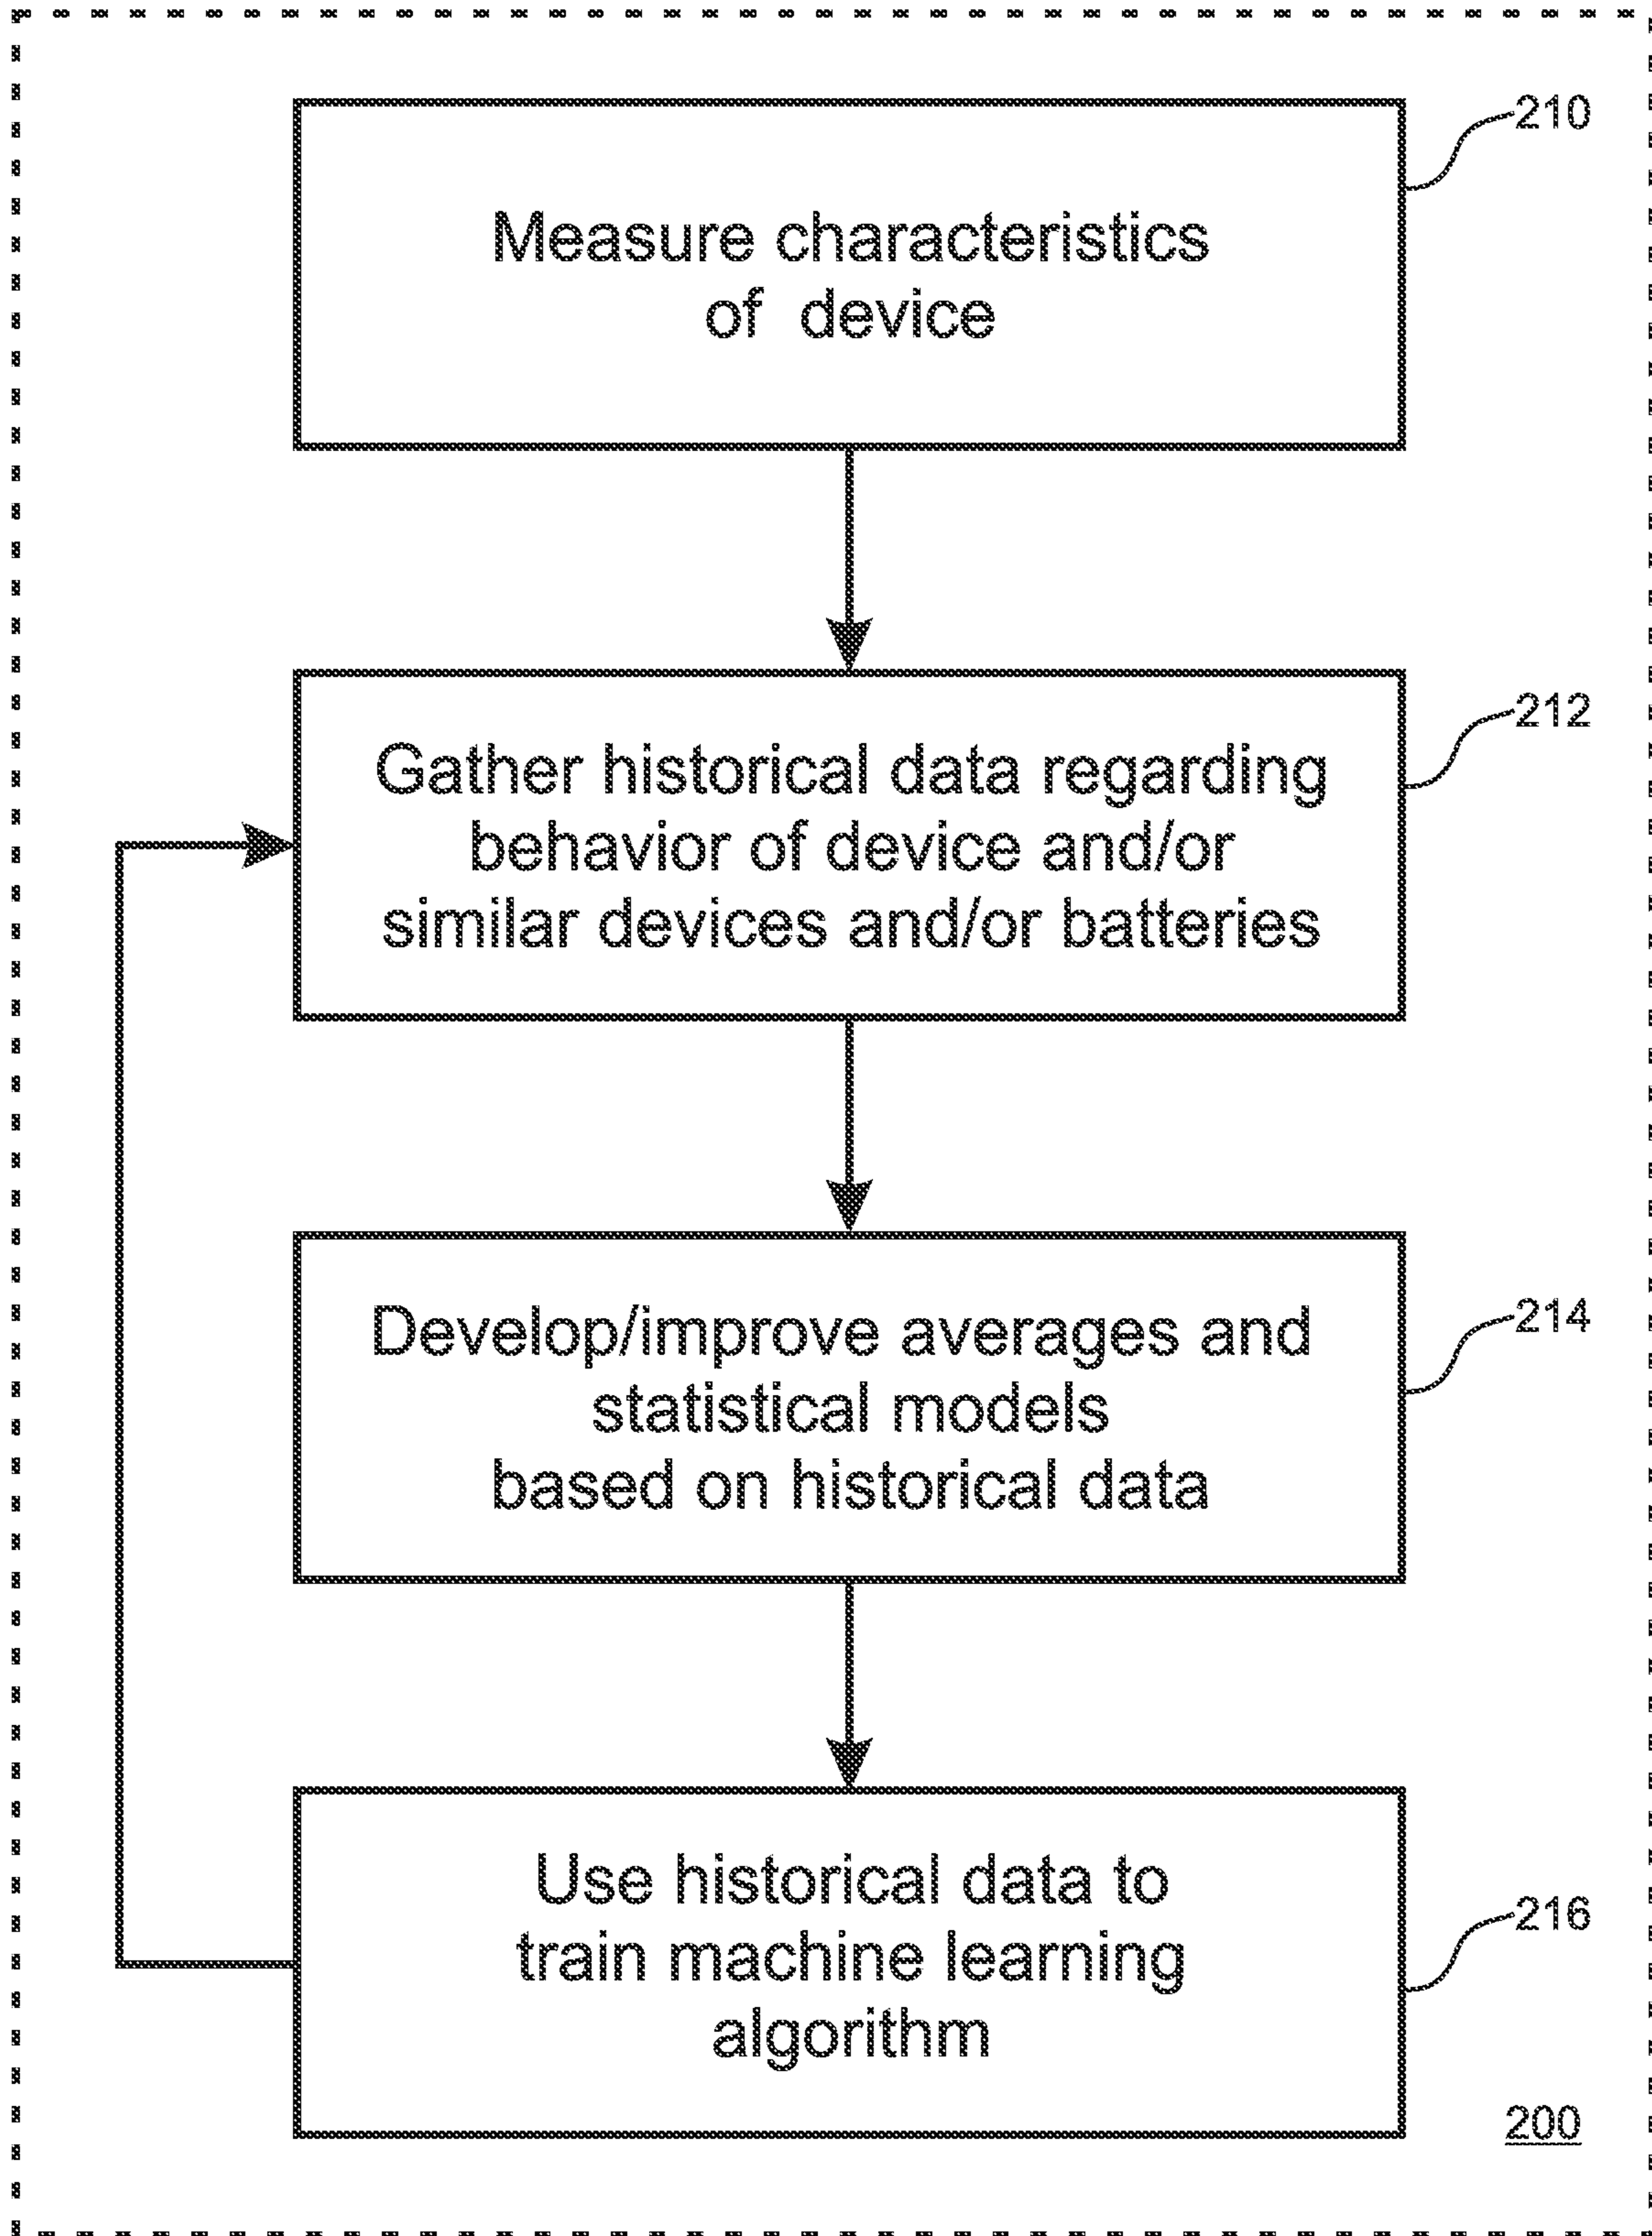 210
Measure characteristics
of device
212
Gather historical data regarding
behavior of device and/or
similar devices and/or batteries
214
Develop/improve averages and
statistical models
based on historical data
216
Use historical data to
train machine learning
algorithm
200